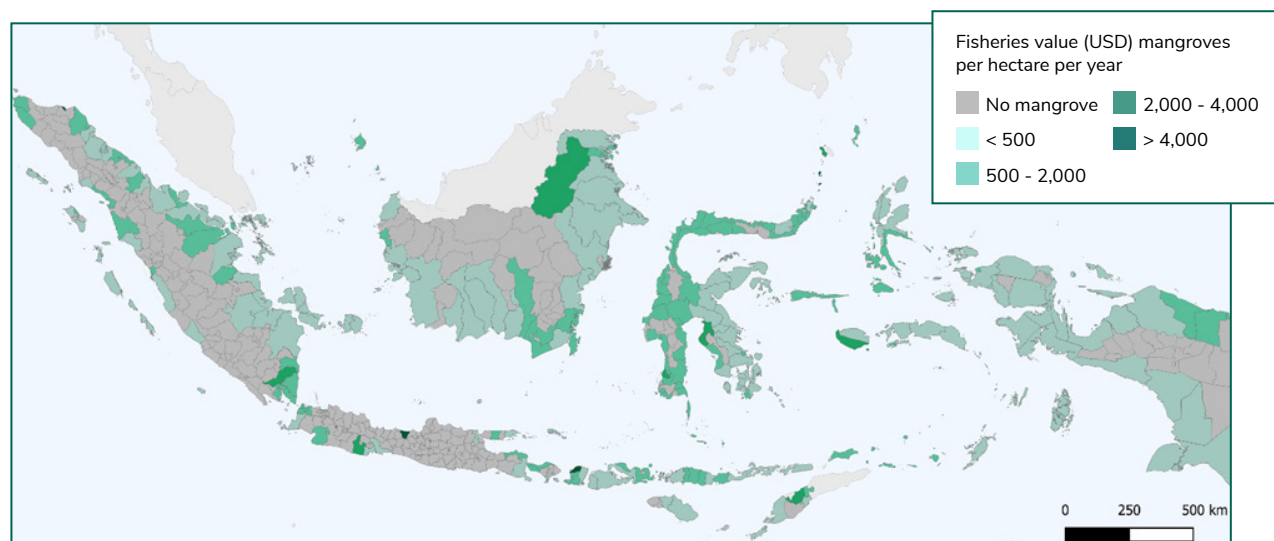 Fisheries value (USD) mangroves
per hectare per year
No mangrove
2,000 - 4,000
< 500
> 4,000
500 - 2,000
0 250 500 km